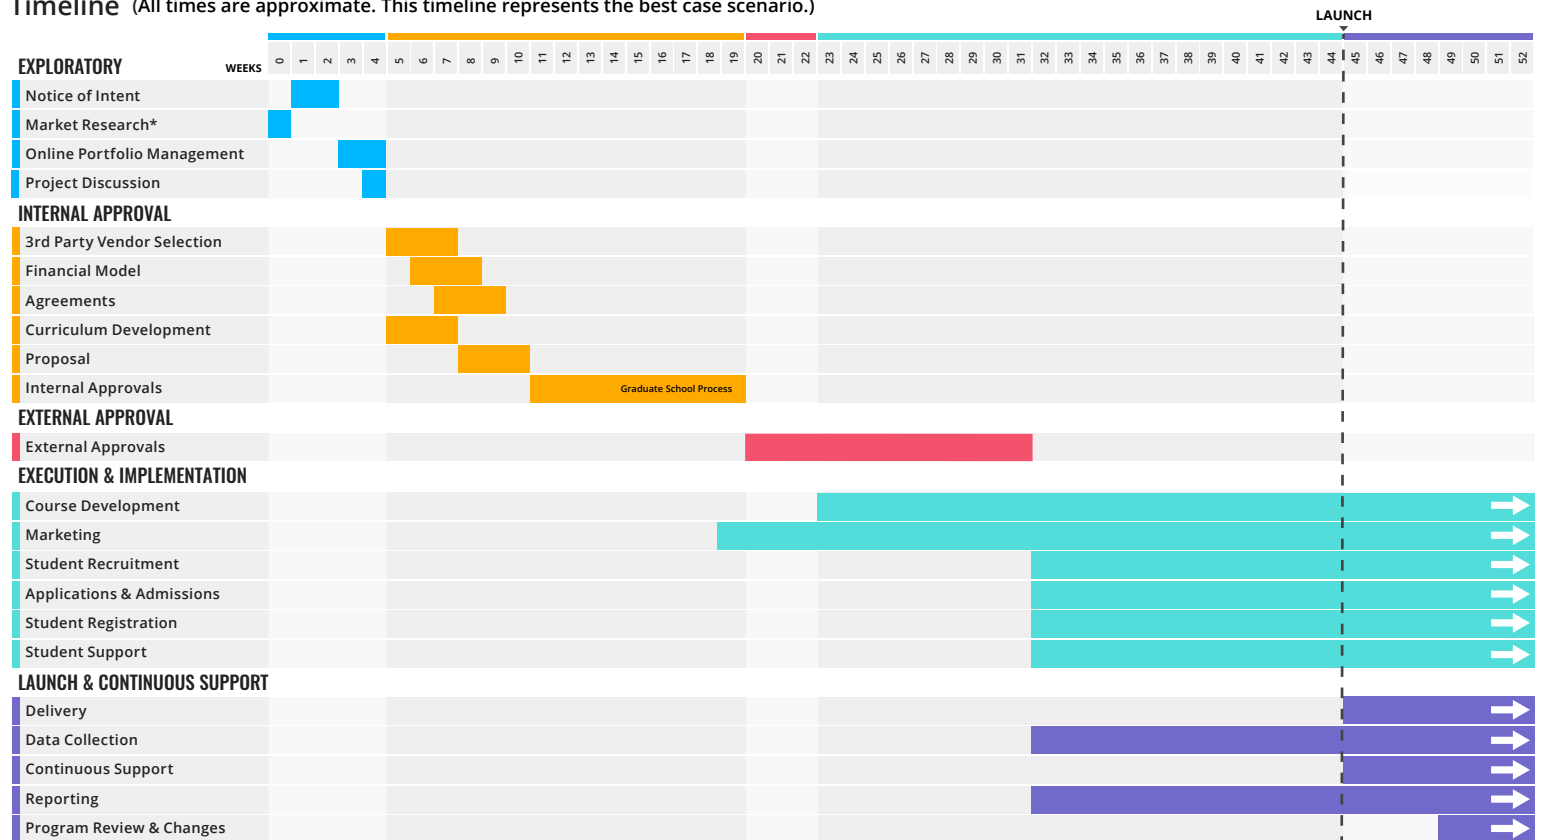 Timeline (All times are approximate. This timeline represents the best case scenario.)
LAUNCH
EXPLORATORY WEEKS 0 1 2 3 4 5 6 7 8 9 10 11 12 13 14 15 16 17 18 19 20 21 22 23 24 25 26 27 28 29 30 31 32 33 34 35 36 37 38 39 40 41 42 43 44 45 46 47 48 49 50 51 52
Notice of Intent
Market Research*
Online Portfolio Management
Project Discussion
INTERNAL APPROVAL
3rd Party Vendor Selection
Financial Model
Agreements
Curriculum Development
Proposal
Internal Approvals Graduate School Process
EXTERNAL APPROVAL
External Approvals
EXECUTION & IMPLEMENTATION
Course Development
Marketing
Student Recruitment
Applications & Admissions
Student Registration
Student Support
LAUNCH & CONTINUOUS SUPPORT
Delivery
Data Collection
Continuous Support
Reporting
Program Review & Changes